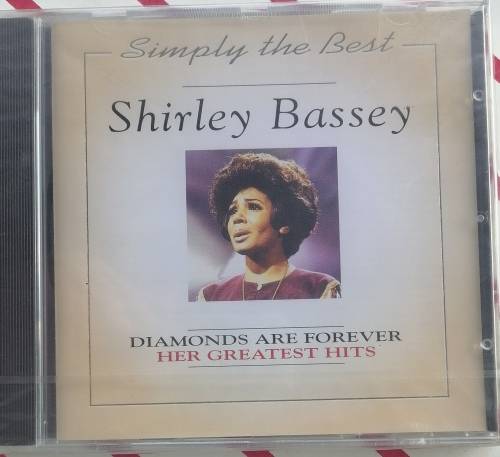 Simply the Best
Shirley Bassey
DIAMONDS ARE FOREVER
HER GREATEST HITS